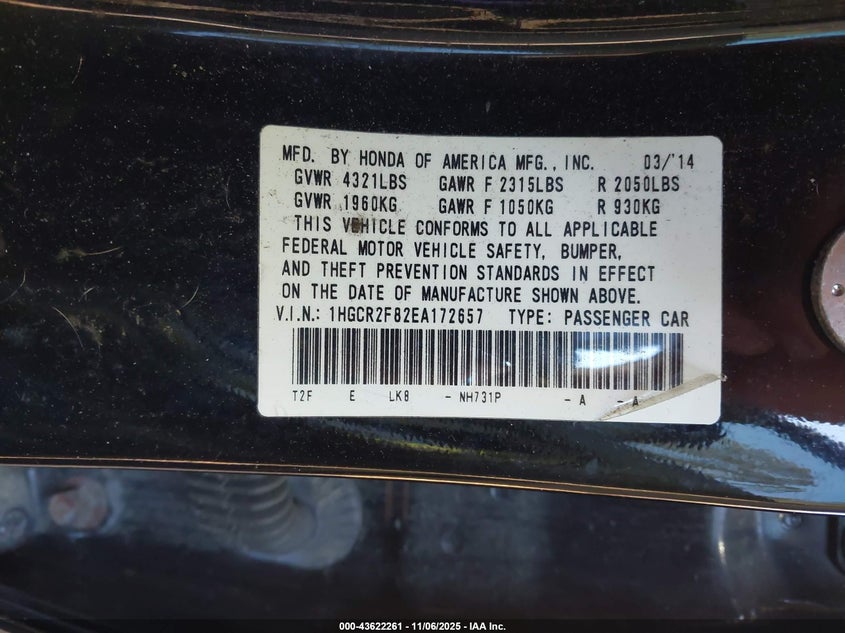 MFD. BY HONDA OF AMERICA MFG., INC. 03/'14
GVWR 4321LBS GAWR F 2315LBS R 2050LBS
GVWR 1960KG GAWR F 1050KG R 930KG
THIS VEHICLE CONFORMS TO ALL APPLICABLE
FEDERAL MOTOR VEHICLE SAFETY, BUMPER,
AND THEFT PREVENTION STANDARDS IN EFFECT
ON THE DATE OF MANUFACTURE SHOWN ABOVE.
V.I.N.: 1HGCR2F82EA172657 TYPE: PASSENGER CAR
T2F E LK8 - NH731P - A - A
000-43622261 - 11/06/2025 - IAA Inc.